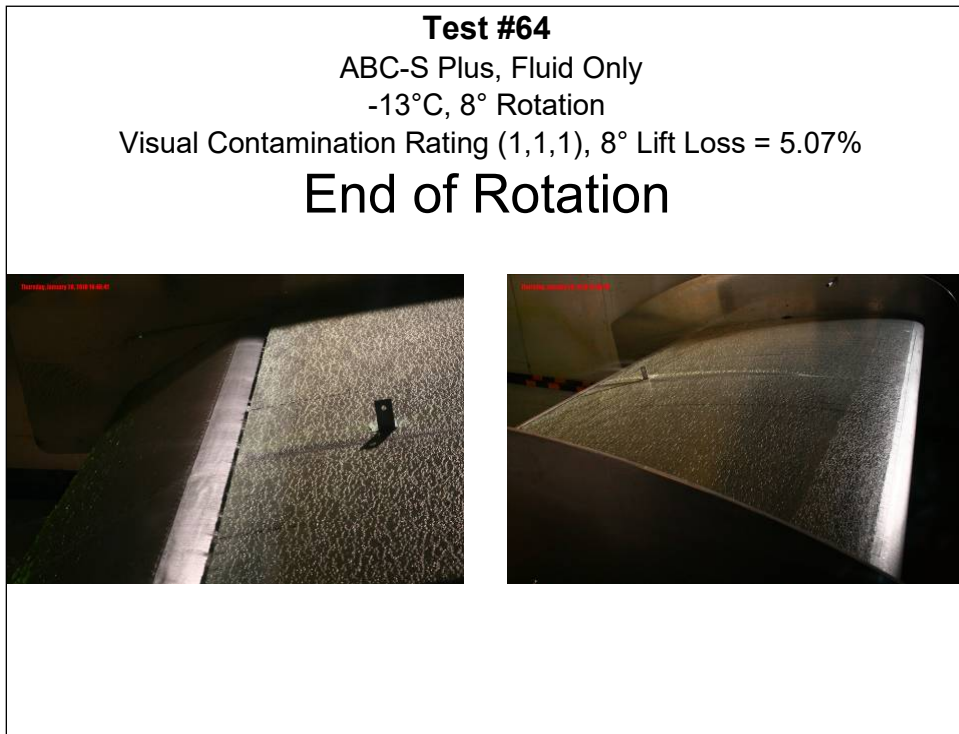 Test #64
ABC-S Plus, Fluid Only
-13°C, 8° Rotation
Visual Contamination Rating (1,1,1), 8° Lift Loss = 5.07%
End of Rotation